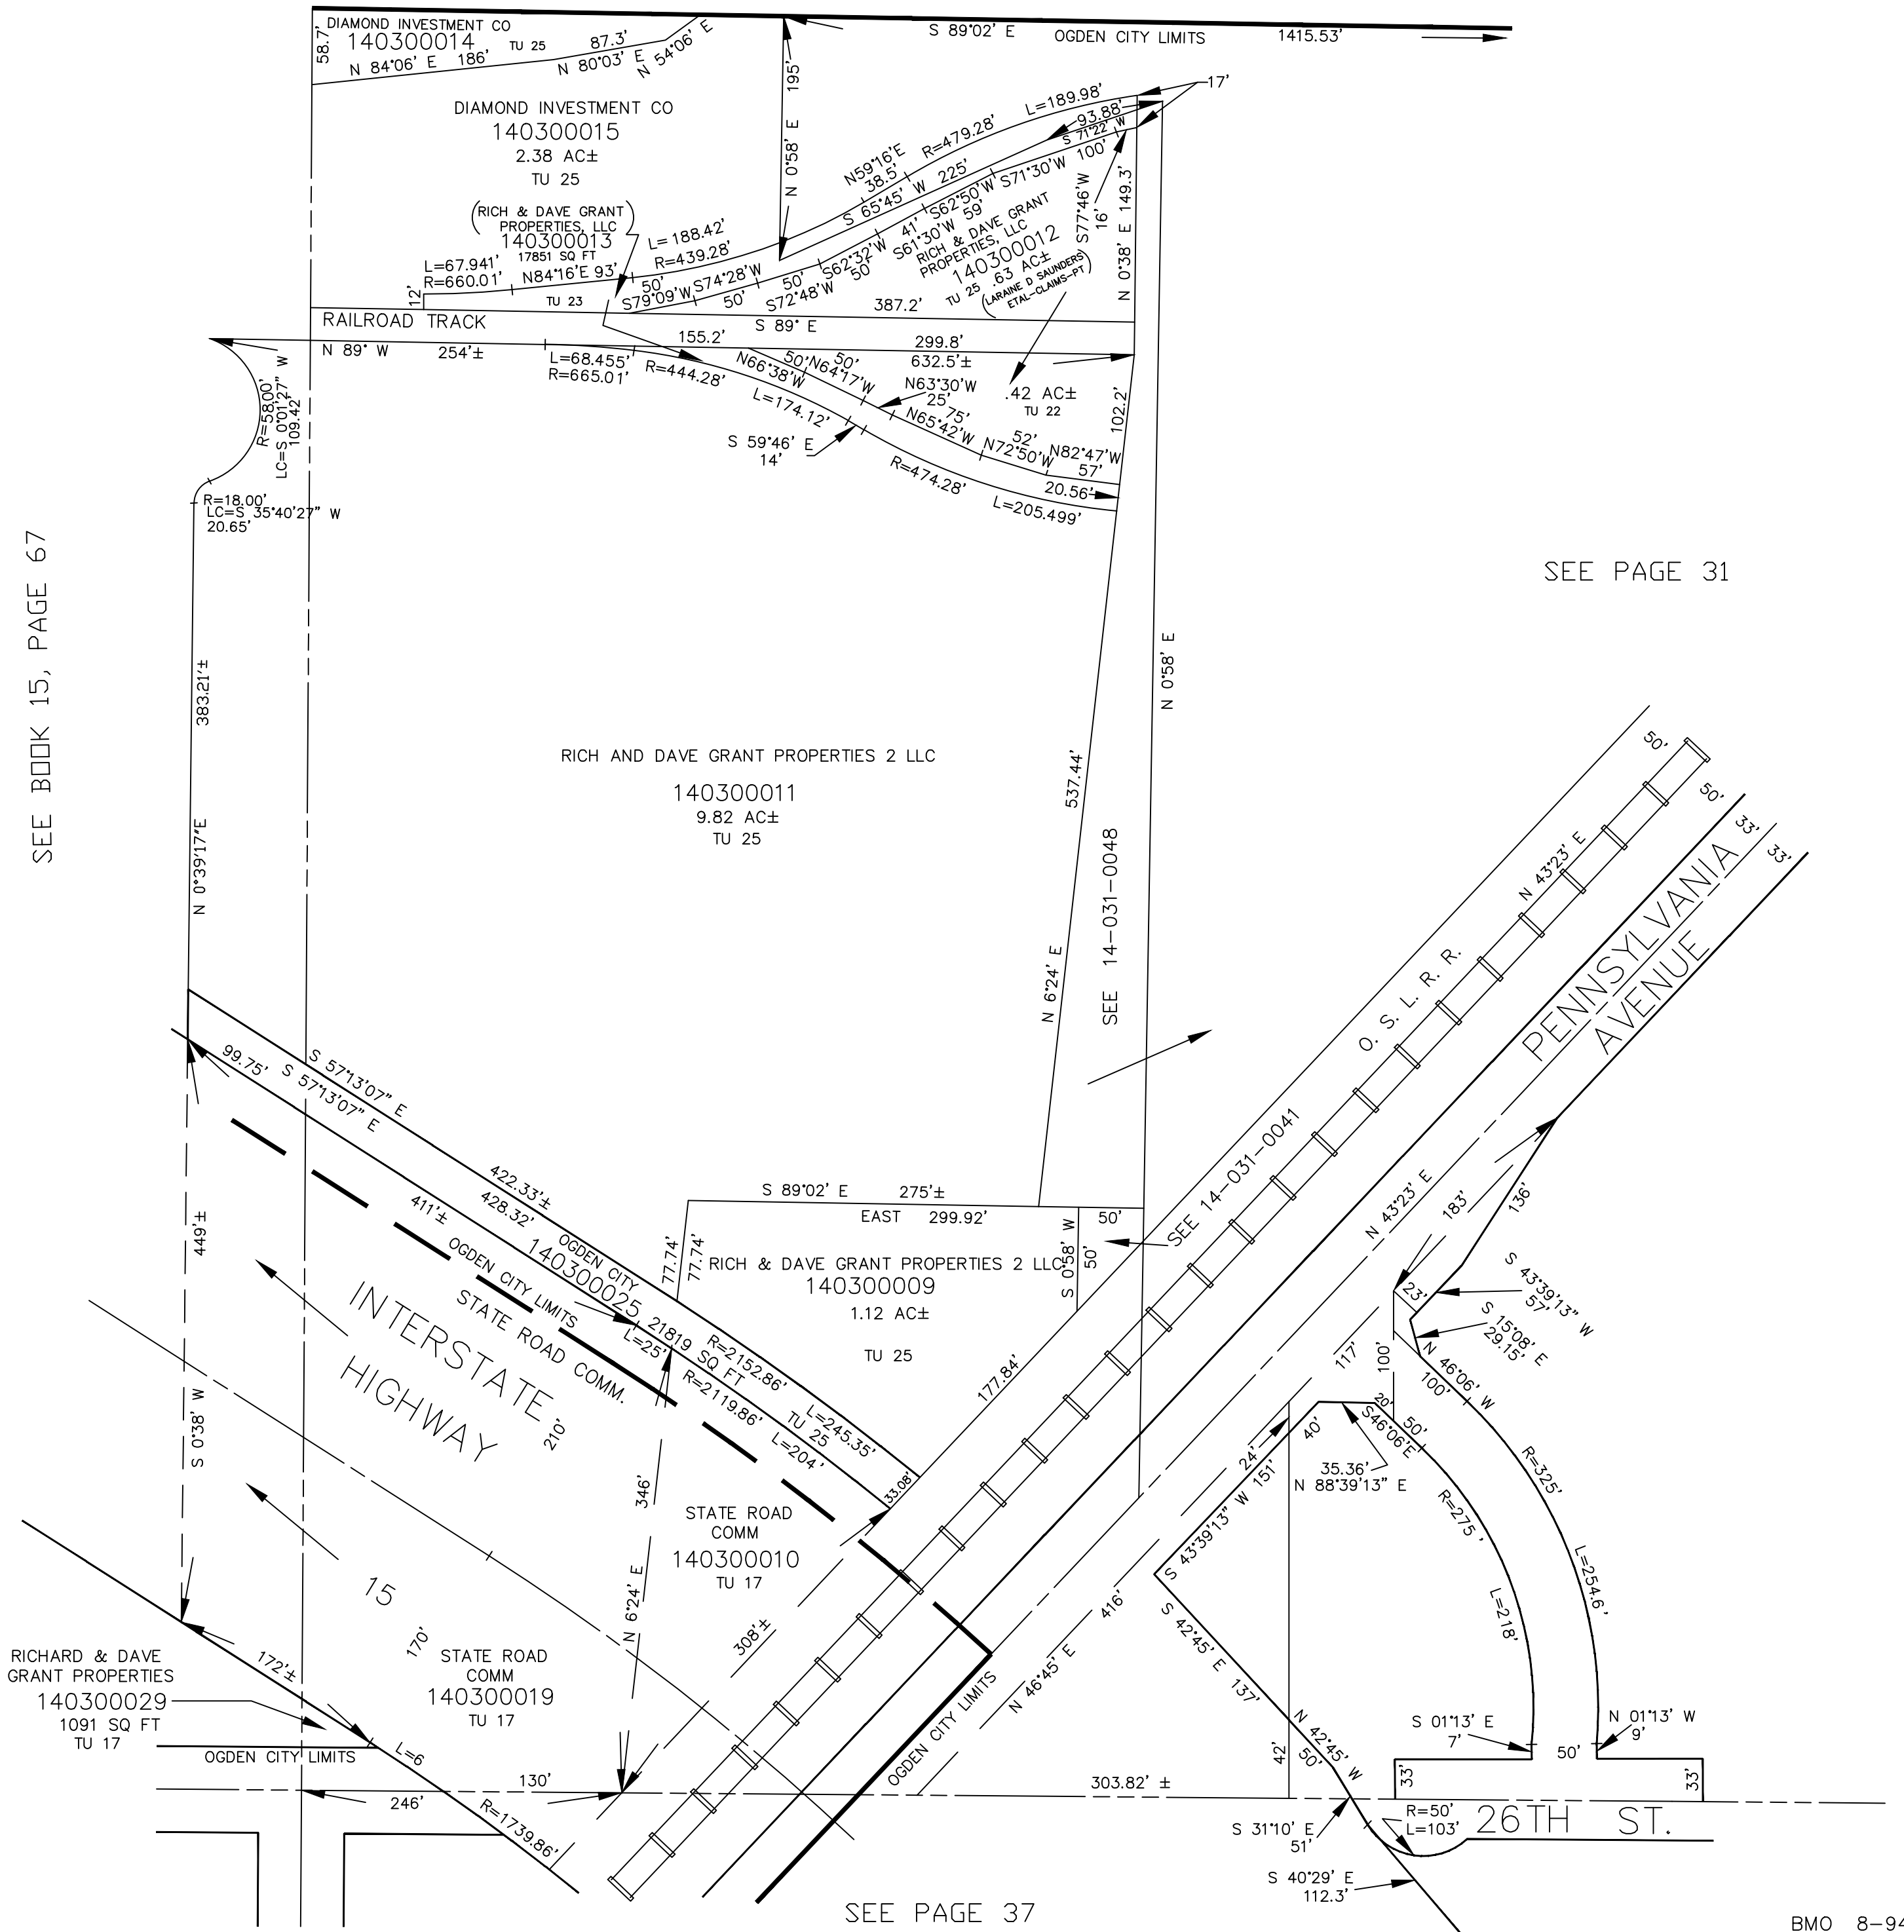 DIAMOND INVESTMENT CO
140300014 TU 25
58.7'
N 84°06' E 186'
87.3'
N 80°03' E
N 54°06' E
S 89°02' E OGDEN CITY LIMITS 1415.53'
195'
N 0°58' E
DIAMOND INVESTMENT CO
140300015
2.38 AC±
TU 25
17'
L=189.98'
93.88'
S 71°22' W
R=479.28'
N59°16'E
38.5'
S 65°45' W 225'
S71°30'W 100'
S62°50'W
59'
S61°30'W
41'
S62°32'W
50'
S77°46'W
16'
N 0°38' E 149.3'
(RICH & DAVE GRANT
PROPERTIES, LLC)
140300013
17851 SQ FT
L= 188.42'
R=439.28'
L=67.941'
R=660.01'
N84°16'E 93'
12'
TU 23
50'
S79°09'W
S74°28'W
50'
50'
S72°48'W
RICH & DAVE GRANT
PROPERTIES, LLC
140300012
TU 25 .63 AC±
(LARAINE D SAUNDERS
ETAL-CLAIMS-PT)
387.2'
RAILROAD TRACK
S 89° E
N 89° W 254'±
155.2'
299.8'
632.5'±
L=68.455'
R=665.01'
R=444.28'
N66°38'W
50'
N64°17'W
50'
N63°30'W
25'
75'
N65°42'W
.42 AC±
TU 22
102.2'
L=174.12'
S 59°46' E
14'
52'
N72°50'W
N82°47'W
57'
20.56'
R=474.28'
L=205.499'
R=58.00'
LC=S 0°01'27" W
109.42'
R=18.00'
LC=S 35°40'27" W
20.65'
SEE BOOK 15, PAGE 67
SEE PAGE 31
383.21'±
N 0°39'17"E
RICH AND DAVE GRANT PROPERTIES 2 LLC
140300011
9.82 AC±
TU 25
537.44'
N 6°24' E
N 0°58' E
SEE 14-031-0048
50'
50'
33'
33'
N 43°23' E
O. S. L. R. R.
PENNSYLVANIA
AVENUE
SEE 14-031-0041
99.75'
S 57°13'07" E
S 57°13'07" E
422.33'±
428.32'
411'±
OGDEN CITY
140300025
21819 SQ FT
TU 25
OGDEN CITY LIMITS
STATE ROAD COMM.
449'±
S 0°38' W
S 89°02' E 275'±
EAST 299.92'
50'
S 0°58' W
50'
77.74'
77.74'
RICH & DAVE GRANT PROPERTIES 2 LLC
140300009
1.12 AC±
TU 25
INTERSTATE
HIGHWAY
15
210'
170'
L=25'
R=2152.86'
R=2119.86'
L=245.35'
L=204'
33.08'
177.84'
346'
N 6°24' E
STATE ROAD
COMM
140300010
TU 17
308'±
N 43°23' E
183'
136'
23'
S 43°39'13" W
57'
S 15°08' E
29.15'
117'
100'
N 46°06' W
100'
20'
50'
S46°06'E
40'
35.36'
N 88°39'13" E
24'
S 43°39'13" W 151'
R=325'
R=275'
L=254.6'
L=218'
416'
N 46°45' E
S 42°45' E 137'
N 42°45' W
50'
42'
S 01°13' E
7'
50'
N 01°13' W
9'
33'
33'
RICHARD & DAVE
GRANT PROPERTIES
140300029
1091 SQ FT
TU 17
172'±
STATE ROAD
COMM
140300019
TU 17
OGDEN CITY LIMITS
L=6
130'
246'
R=1739.86'
OGDEN CITY LIMITS
303.82' ±
26TH ST.
R=50'
L=103'
S 31°10' E
51'
S 40°29' E
112.3'
SEE PAGE 37
BMO 8-94